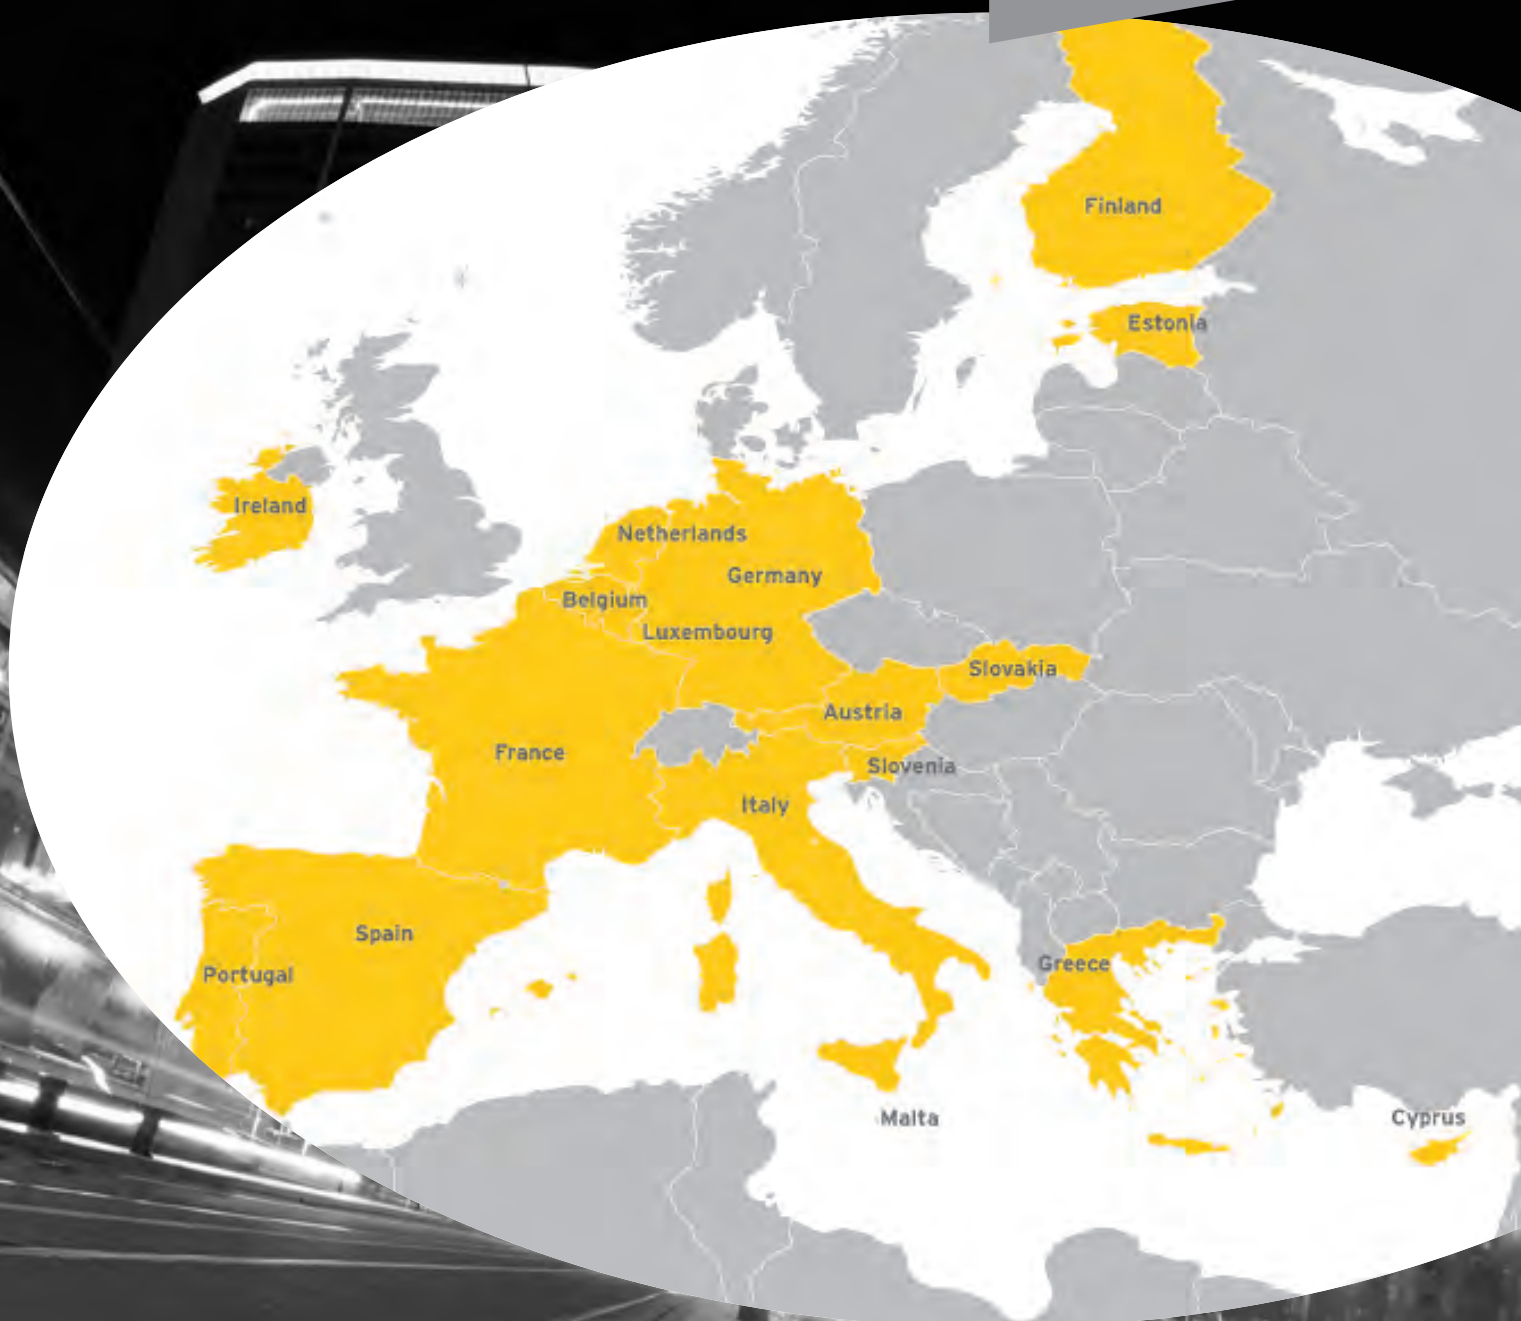 Finland
Estonia
Ireland
Netherlands
Germany
Belgium
Luxembourg
Slovakia
Austria
France
Slovenia
Italy
Spain
Greece
Portugal
Malta
Cyprus